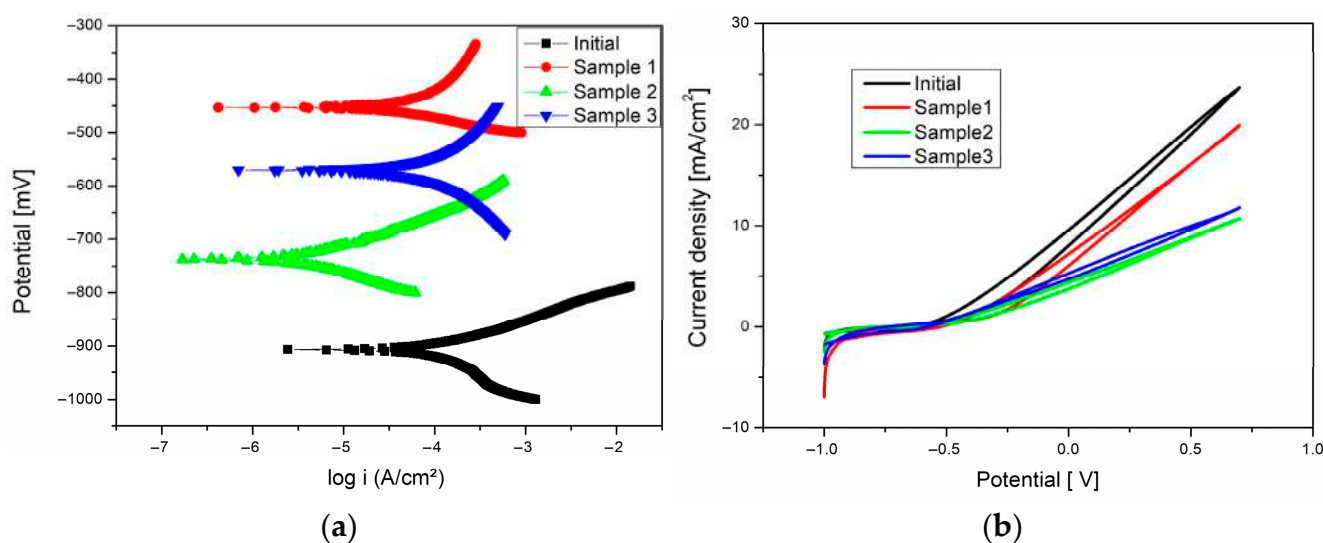 −300
−400
−500
−600
−700
−800
−900
−1000
Potential [mV]
−7
−6
−5
−4
−3
−2
log i (A/cm²)
Initial
Sample 1
Sample 2
Sample 3
(a)
30
20
10
0
−10
Current density [mA/cm²]
−1.0
−0.5
0.0
0.5
1.0
Potential [ V]
Initial
Sample1
Sample2
Sample3
(b)